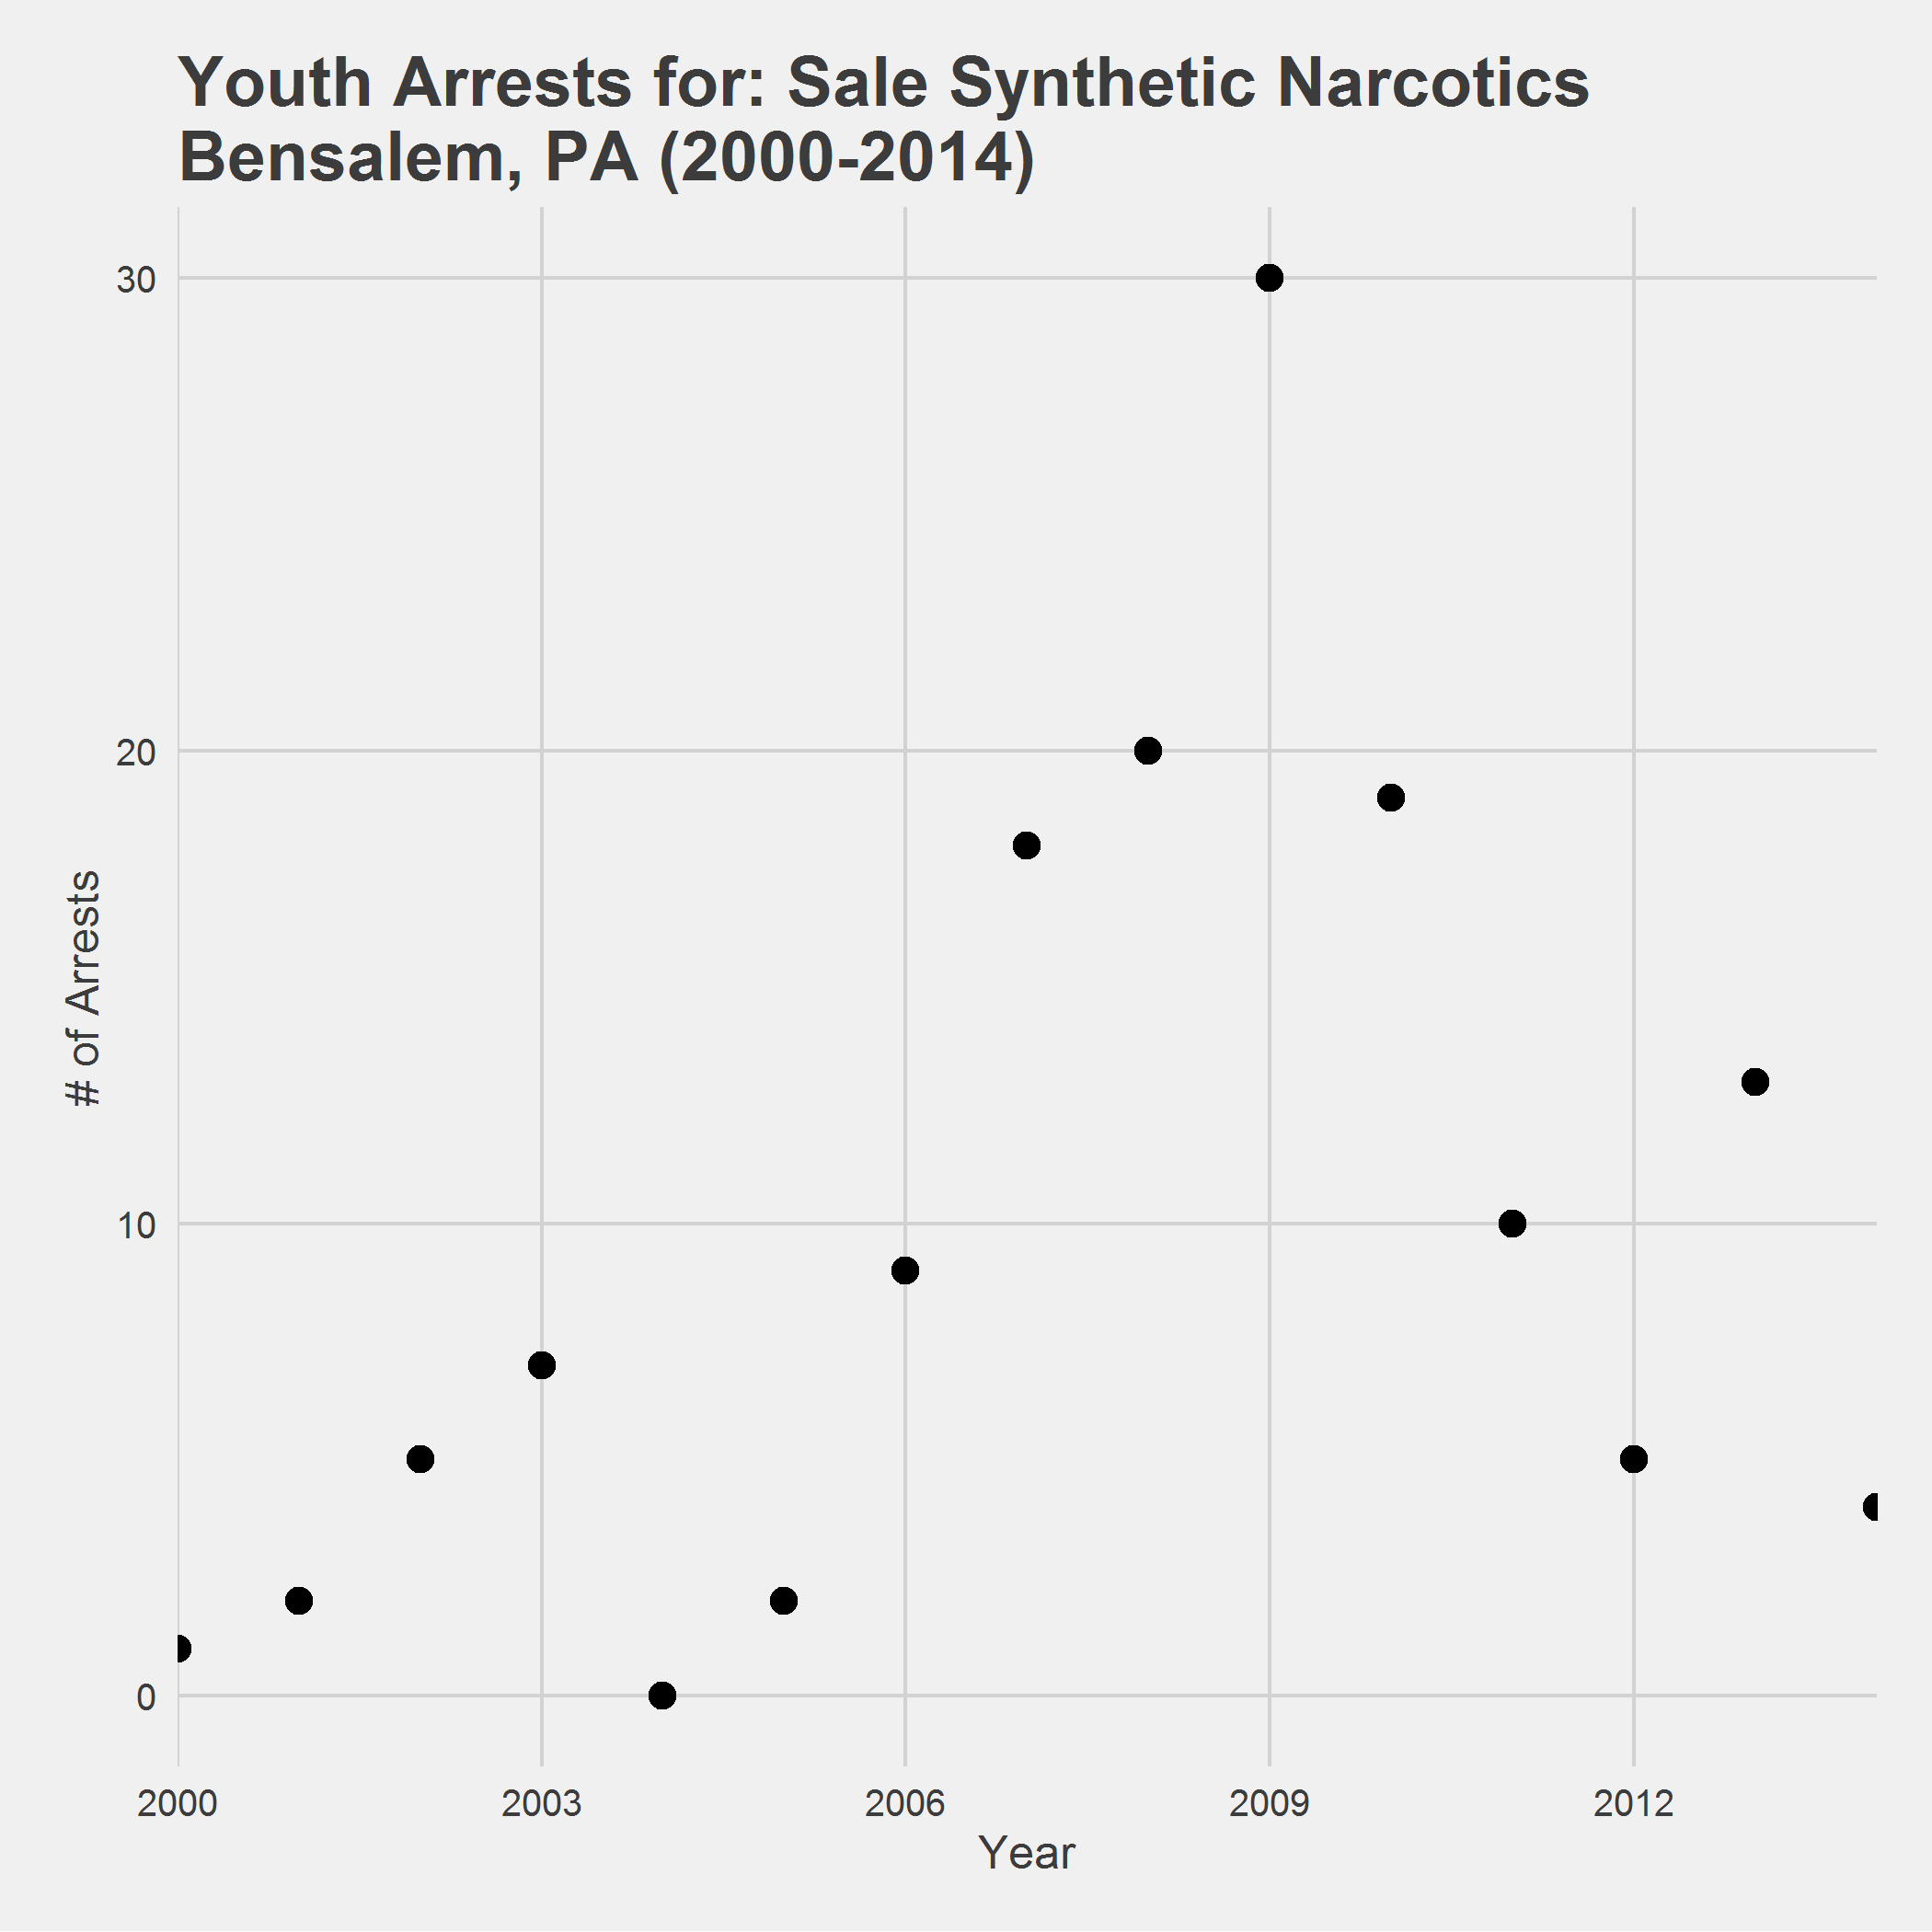 Youth Arrests for: Sale Synthetic Narcotics
Bensalem, PA (2000-2014)
30
20
10
0
# of Arrests
2000
2003
2006
2009
2012
Year